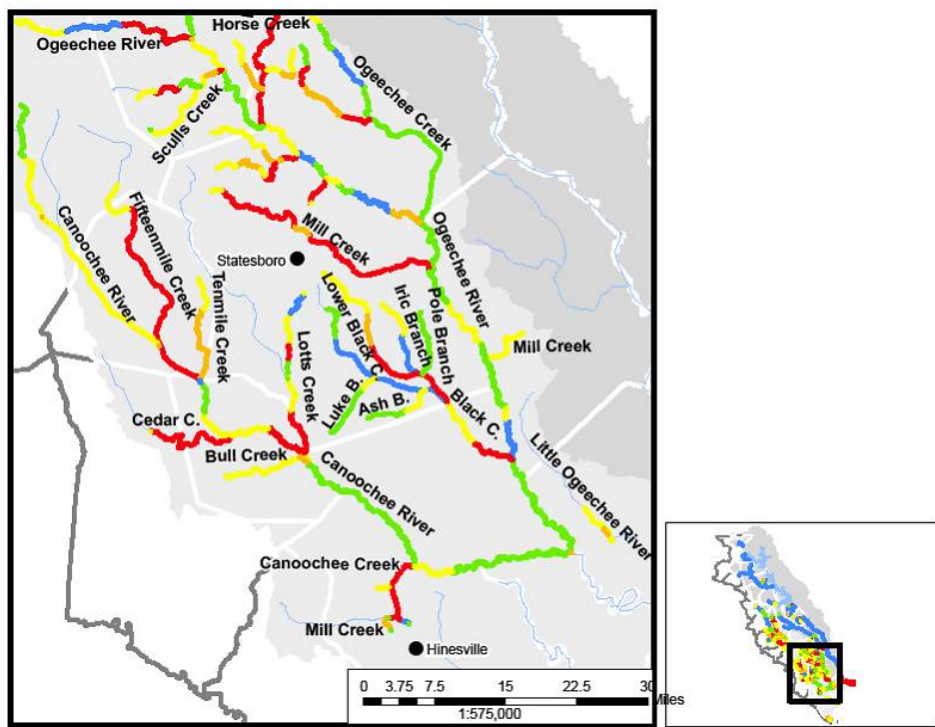 Horse Creek
Ogeechee River
Ogeechee Creek
Sculls Creek
Fifteenmile Creek
Canoochee River
Mill Creek
Ogeechee River
Statesboro
Tenmile Creek
Lotts Creek
Lower Black C.
Iric Branch
Pole Branch
Mill Creek
Luke B.
Ash B.
Black C.
Cedar C.
Bull Creek
Canoochee River
Little Ogeechee River
Canoochee Creek
Mill Creek
Hinesville
0 3.75 7.5 15 22.5 30
Miles
1:575,000